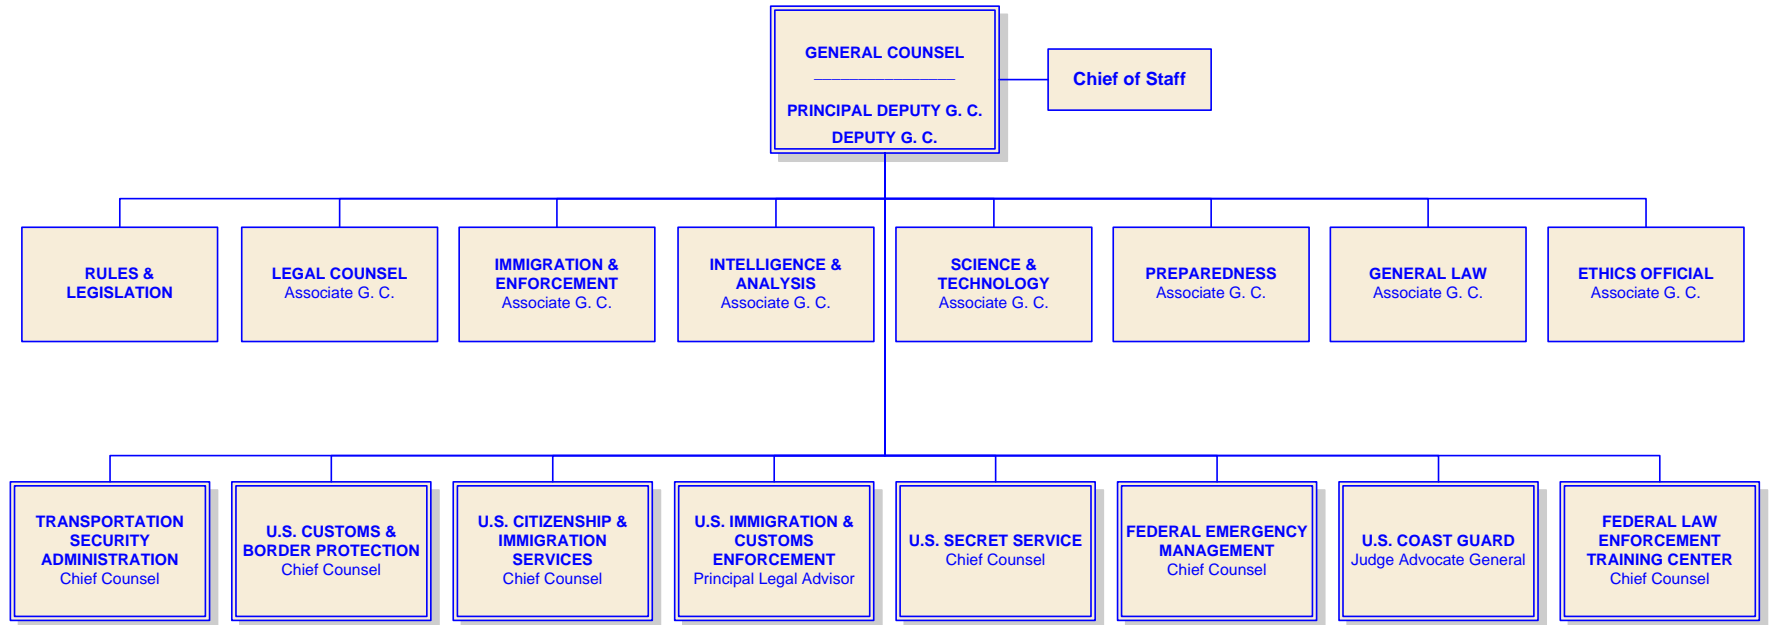 GENERAL COUNSEL
PRINCIPAL DEPUTY G. C.
DEPUTY G. C.
Chief of Staff
RULES &
LEGISLATION
LEGAL COUNSEL
Associate G. C.
IMMIGRATION &
ENFORCEMENT
Associate G. C.
INTELLIGENCE &
ANALYSIS
Associate G. C.
SCIENCE &
TECHNOLOGY
Associate G. C.
PREPAREDNESS
Associate G. C.
GENERAL LAW
Associate G. C.
ETHICS OFFICIAL
Associate G. C.
TRANSPORTATION
SECURITY
ADMINISTRATION
Chief Counsel
U.S. CUSTOMS &
BORDER PROTECTION
Chief Counsel
U.S. CITIZENSHIP &
IMMIGRATION
SERVICES
Chief Counsel
U.S. IMMIGRATION &
CUSTOMS
ENFORCEMENT
Principal Legal Advisor
U.S. SECRET SERVICE
Chief Counsel
FEDERAL EMERGENCY
MANAGEMENT
Chief Counsel
U.S. COAST GUARD
Judge Advocate General
FEDERAL LAW
ENFORCEMENT
TRAINING CENTER
Chief Counsel